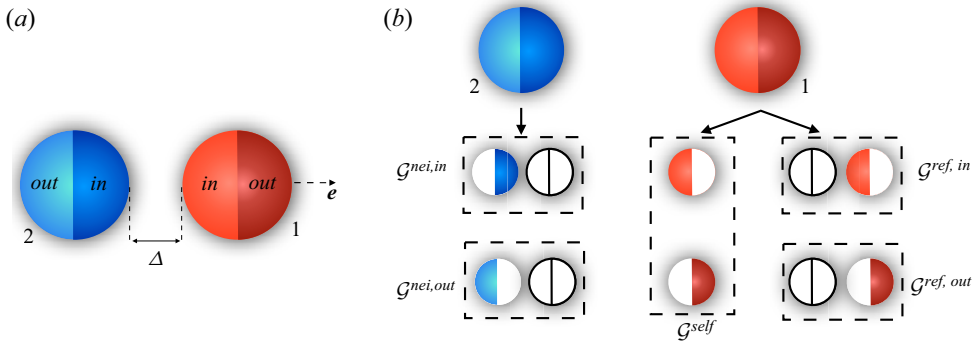 (a)
out in in out
2 1
e
Δ
(b)
2 1
𝒢^{nei,in} 𝒢^{ref, in}
𝒢^{nei,out} 𝒢^{ref, out}
𝒢^{self}